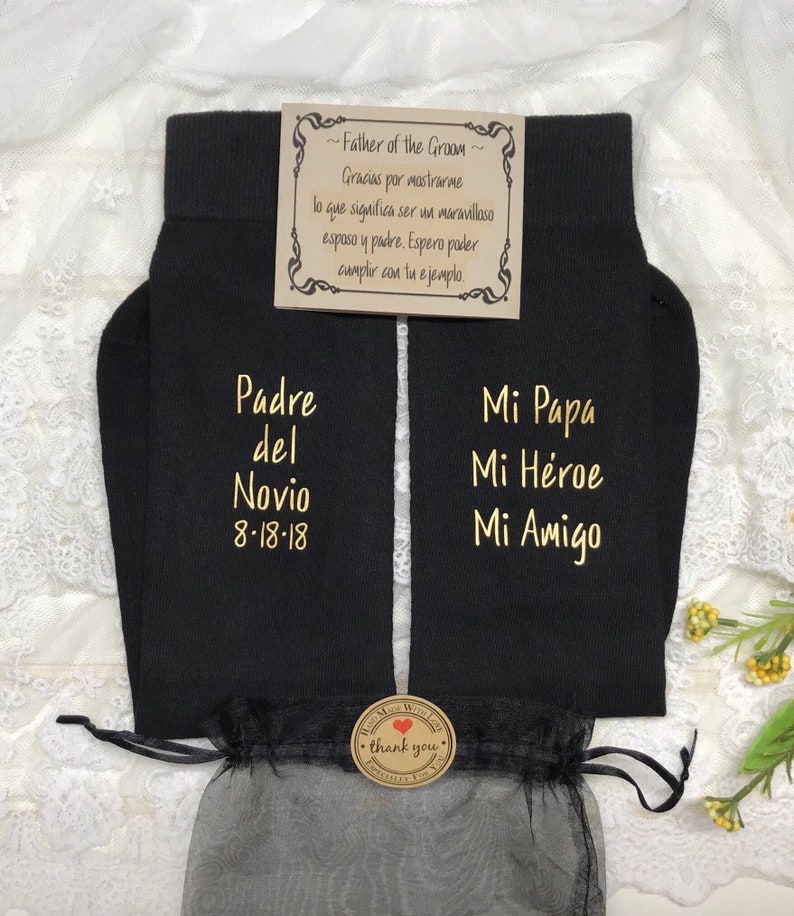 ~ Father of the Groom ~
Gracias por mostrarme
lo que significa ser un maravilloso
esposo y padre. Espero poder
cumplir con tu ejemplo.
Padre
del
Novio
8·18·18
Mi Papa
Mi Héroe
Mi Amigo
Hand Made With Love
thank you
Especially For You